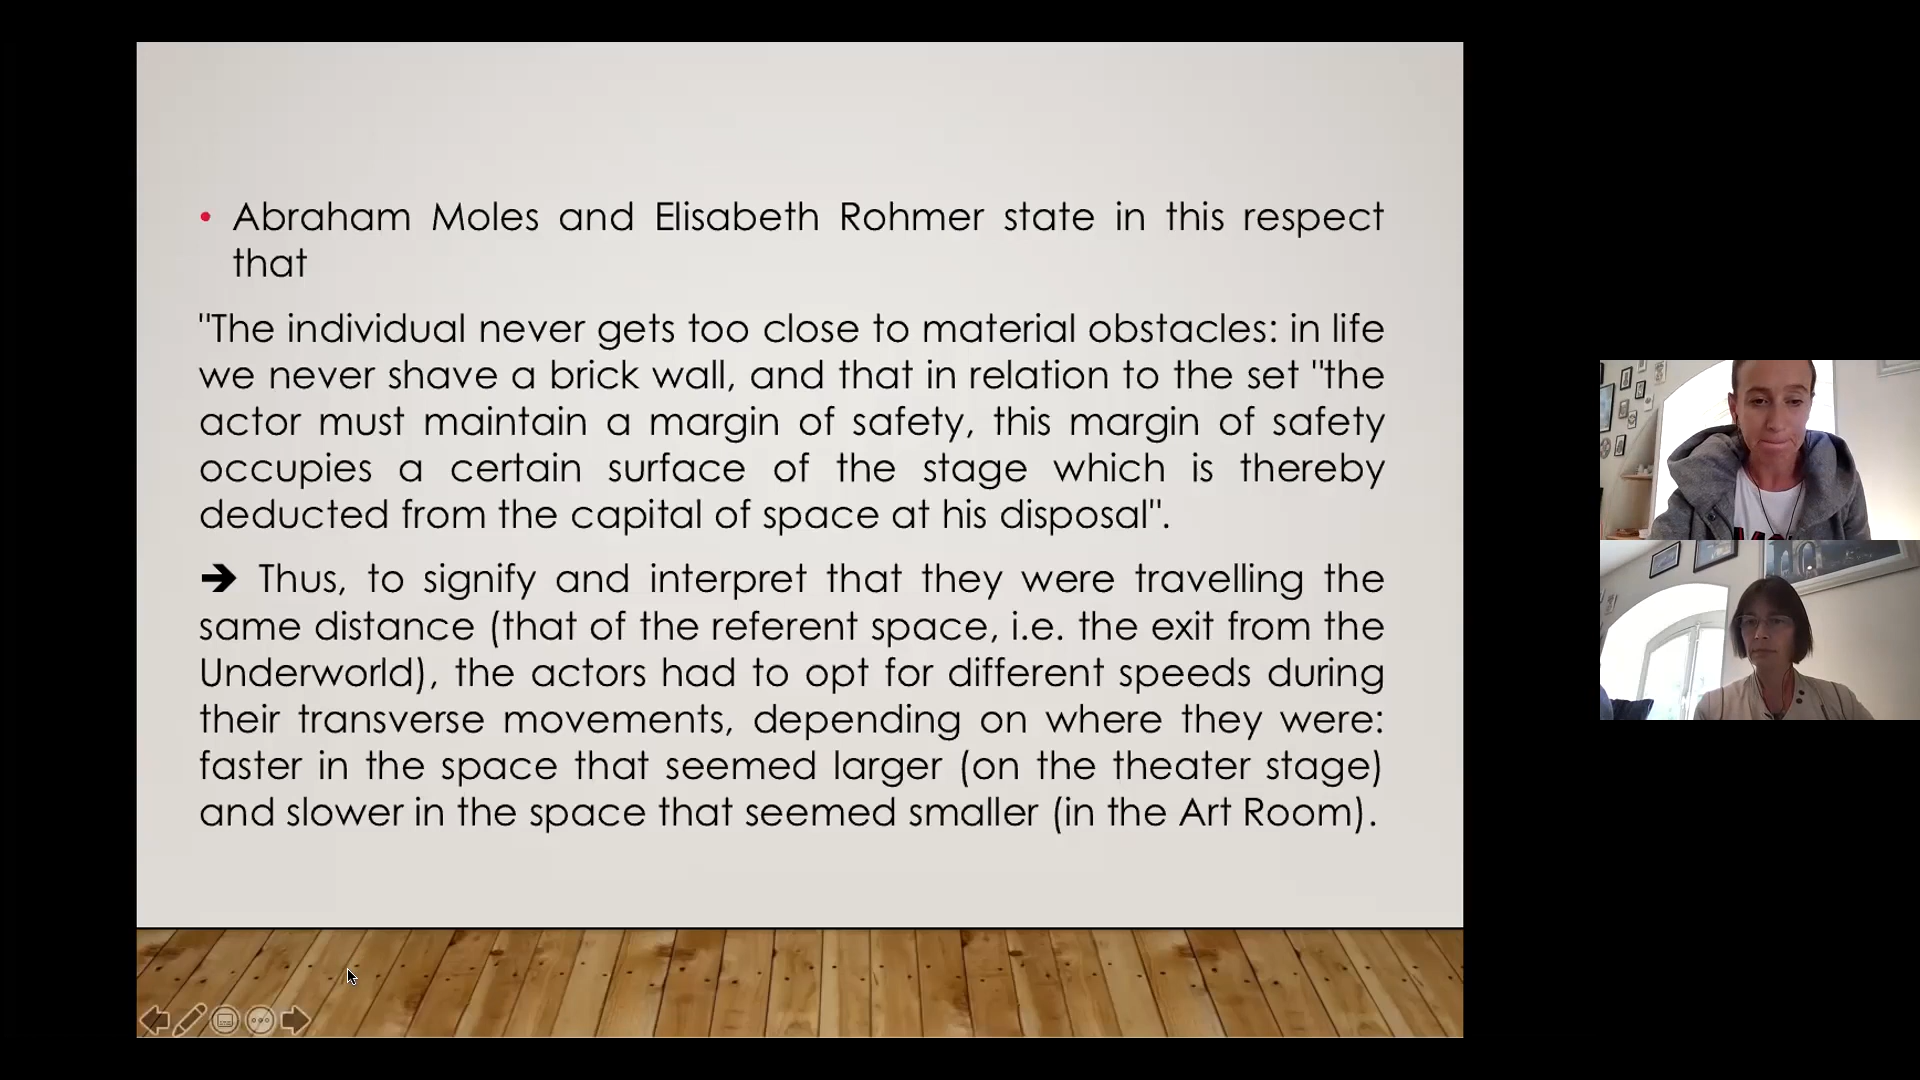 • Abraham Moles and Elisabeth Rohmer state in this respect
that
"The individual never gets too close to material obstacles: in life
we never shave a brick wall, and that in relation to the set "the
actor must maintain a margin of safety, this margin of safety
occupies a certain surface of the stage which is thereby
deducted from the capital of space at his disposal".
➔ Thus, to signify and interpret that they were travelling the
same distance (that of the referent space, i.e. the exit from the
Underworld), the actors had to opt for different speeds during
their transverse movements, depending on where they were:
faster in the space that seemed larger (on the theater stage)
and slower in the space that seemed smaller (in the Art Room).